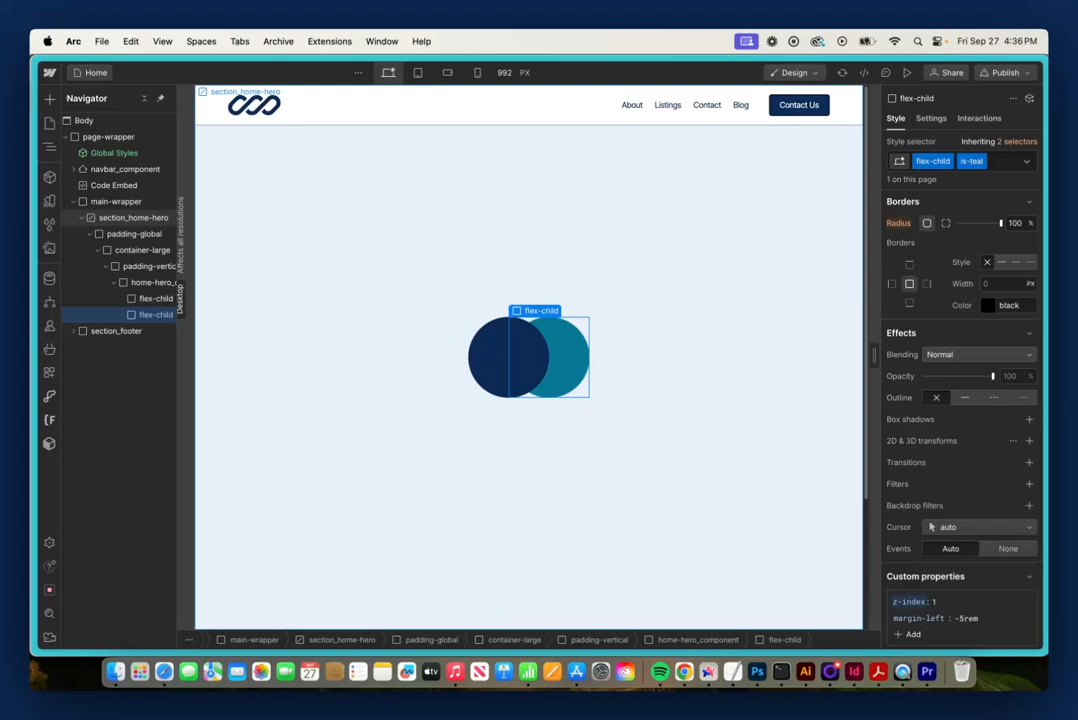 Arc File Edit View Spaces Tabs Archive Extensions Window Help Fri Sep 27 4:36PM
Home 992 PX Design Share Publish
Navigator
Body
page-wrapper
Global Styles
navbar_component
Code Embed
main-wrapper
section_home-hero
padding-global
container-large
padding-vertic
home-hero_c
flex-child
flex-child
section_footer
Affects all resolutions
Desktop
section_home-hero
About Listings Contact Blog Contact Us
flex-child
main-wrapper section_home-hero padding-global container-large padding-vertical home-hero_component flex-child
flex-child
Style Settings Interactions
Style selector Inheriting 2 selectors
flex-child is-teal
1 on this page
Borders
Radius 100 %
Borders
Style
Width 0 PX
Color black
Effects
Blending Normal
Opacity 100 %
Outline
Box shadows
2D & 3D transforms
Transitions
Filters
Backdrop filters
Cursor auto
Events Auto None
Custom properties
z-index: 1
margin-left : -5rem
Add